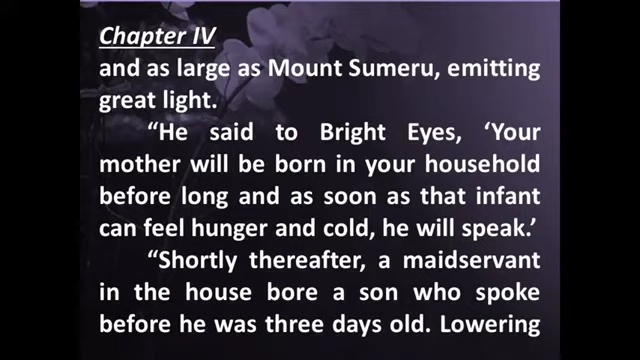 Chapter IV
and as large as Mount Sumeru, emitting
great light.
“He said to Bright Eyes, ‘Your
mother will be born in your household
before long and as soon as that infant
can feel hunger and cold, he will speak.’
“Shortly thereafter, a maidservant
in the house bore a son who spoke
before he was three days old. Lowering